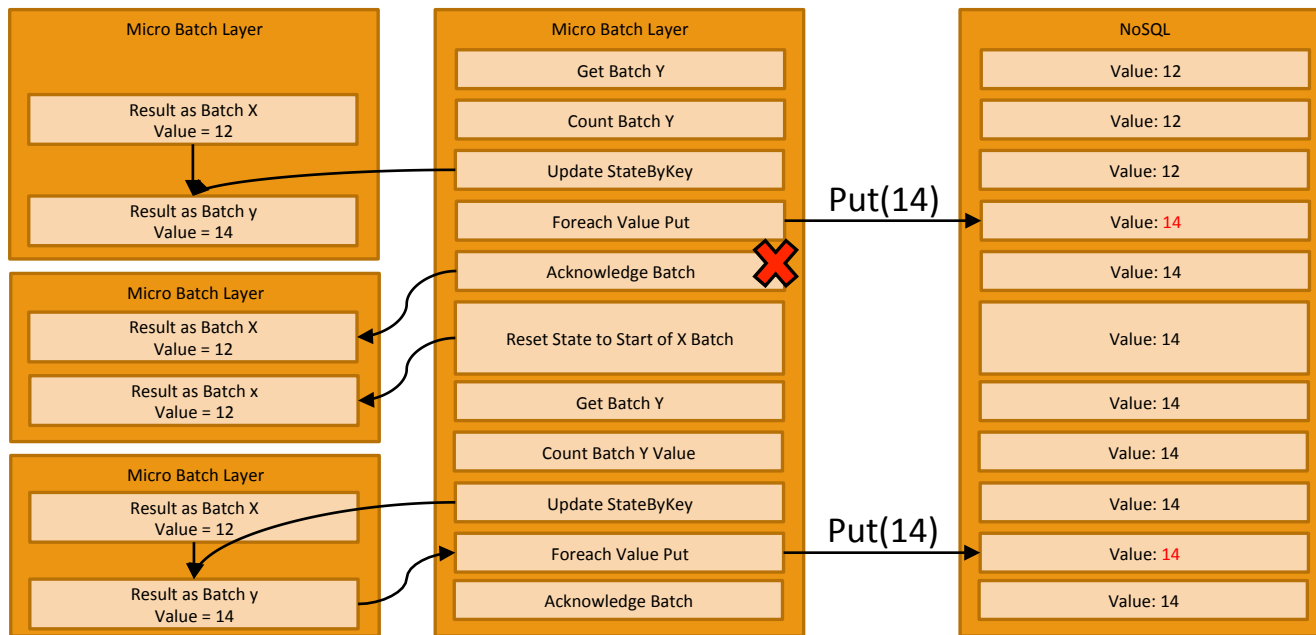 Micro Batch Layer
Result as Batch X
Value = 12
Result as Batch y
Value = 14
Micro Batch Layer
Result as Batch X
Value = 12
Result as Batch x
Value = 12
Micro Batch Layer
Result as Batch X
Value = 12
Result as Batch y
Value = 14
Micro Batch Layer
Get Batch Y
Count Batch Y
Update StateByKey
Foreach Value Put
Acknowledge Batch
Reset State to Start of X Batch
Get Batch Y
Count Batch Y Value
Update StateByKey
Foreach Value Put
Acknowledge Batch
Put(14)
Put(14)
NoSQL
Value: 12
Value: 12
Value: 12
Value: 14
Value: 14
Value: 14
Value: 14
Value: 14
Value: 14
Value: 14
Value: 14